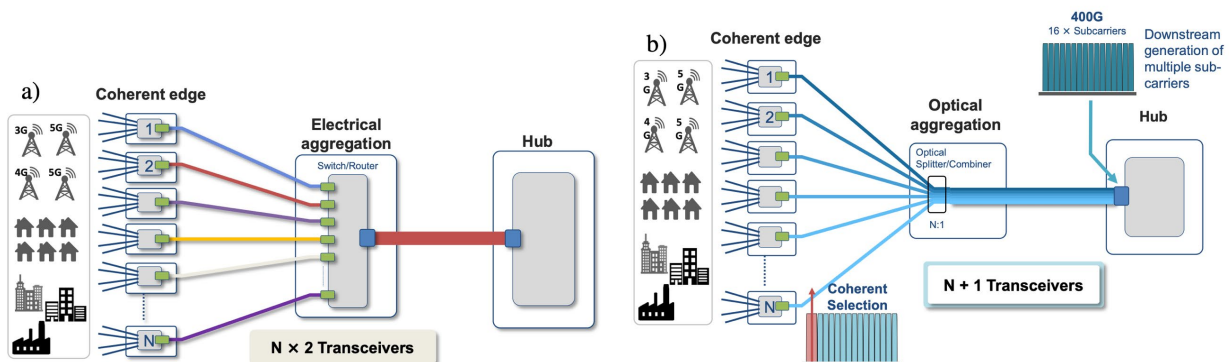 a)
Coherent edge
3G
5G
4G
5G
1
2
N
Electrical
aggregation
Switch/Router
Hub
N × 2 Transceivers
b)
Coherent edge
3
G
5
G
4
G
5
G
1
2
N
Optical
aggregation
Optical
Splitter/Combiner
N:1
400G
16 × Subcarriers
Downstream
generation of
multiple sub-
carriers
Hub
N + 1 Transceivers
Coherent
Selection